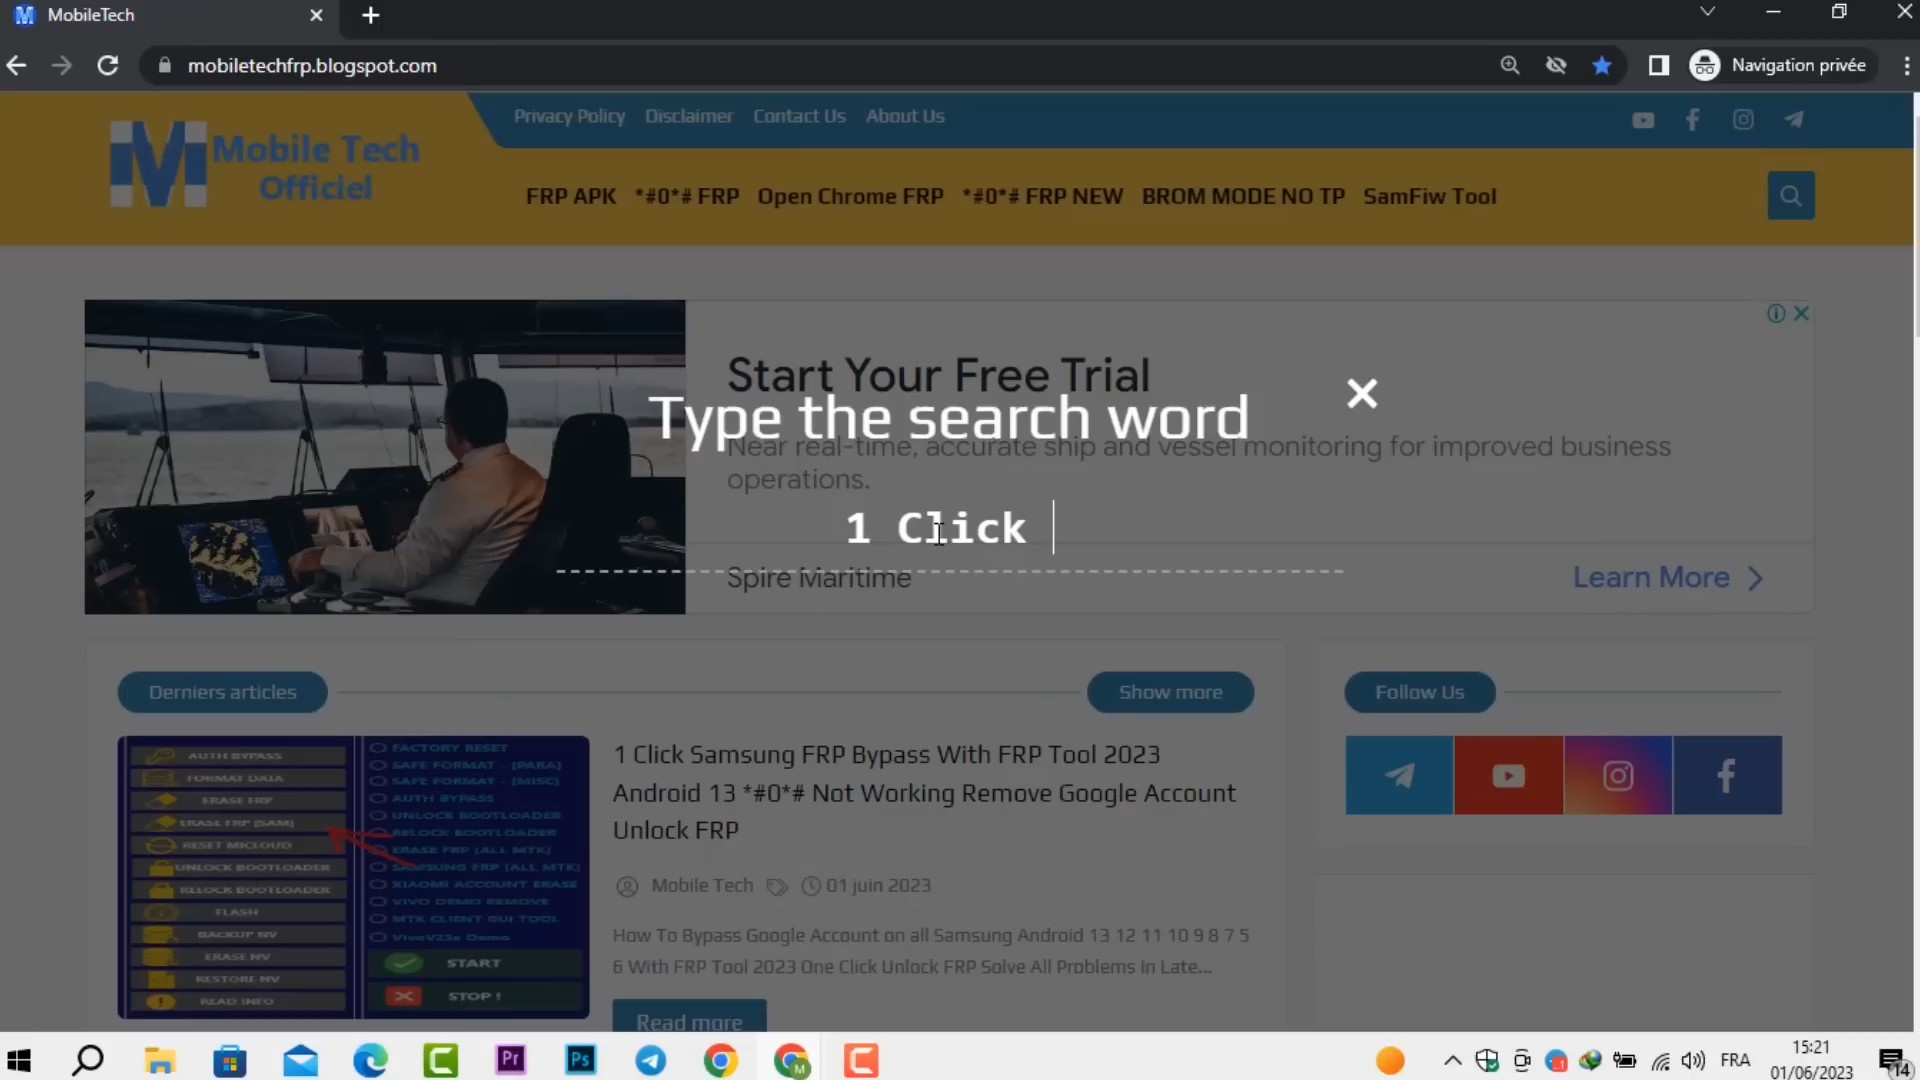 MobileTech
mobiletechfrp.blogspot.com
Navigation privée
Privacy Policy Disclaimer Contact Us About Us
M Mobile Tech
Officiel
FRP APK *#0*# FRP Open Chrome FRP *#0*# FRP NEW BROM MODE NO TP SamFiw Tool
Start Your Free Trial
Type the search word
Near real-time, accurate ship and vessel monitoring for improved business
operations.
1 Click
Spire Maritime
Learn More
Derniers articles
Show more
Follow Us
AUTH BYPASS
FORMAT DATA
ERASE FRP
ERASE FRP [SAM]
RESET MICLOUD
UNLOCK BOOTLOADER
RELOCK BOOTLOADER
FLASH
BACKUP NV
ERASE NV
RESTORE NV
READ INFO
FACTORY RESET
SAFE FORMAT - [PARA]
SAFE FORMAT - [MISC]
AUTH BYPASS
UNLOCK BOOTLOADER
RELOCK BOOTLOADER
ERASE FRP [ALL MTK]
SAMSUNG FRP [ALL MTK]
XIAOMI ACCOUNT ERASE
VIVO DEMO REMOVE
MTK CLIENT GUI TOOL
START
STOP !
1 Click Samsung FRP Bypass With FRP Tool 2023
Android 13 *#0*# Not Working Remove Google Account
Unlock FRP
Mobile Tech 01 juin 2023
How To Bypass Google Account on all Samsung Android 13 12 11 10 9 8 7 5
6 With FRP Tool 2023 One Click Unlock FRP Solve All Problems In Late...
Read more
Pr
Ps
M
FRA
15:21
01/06/2023
14